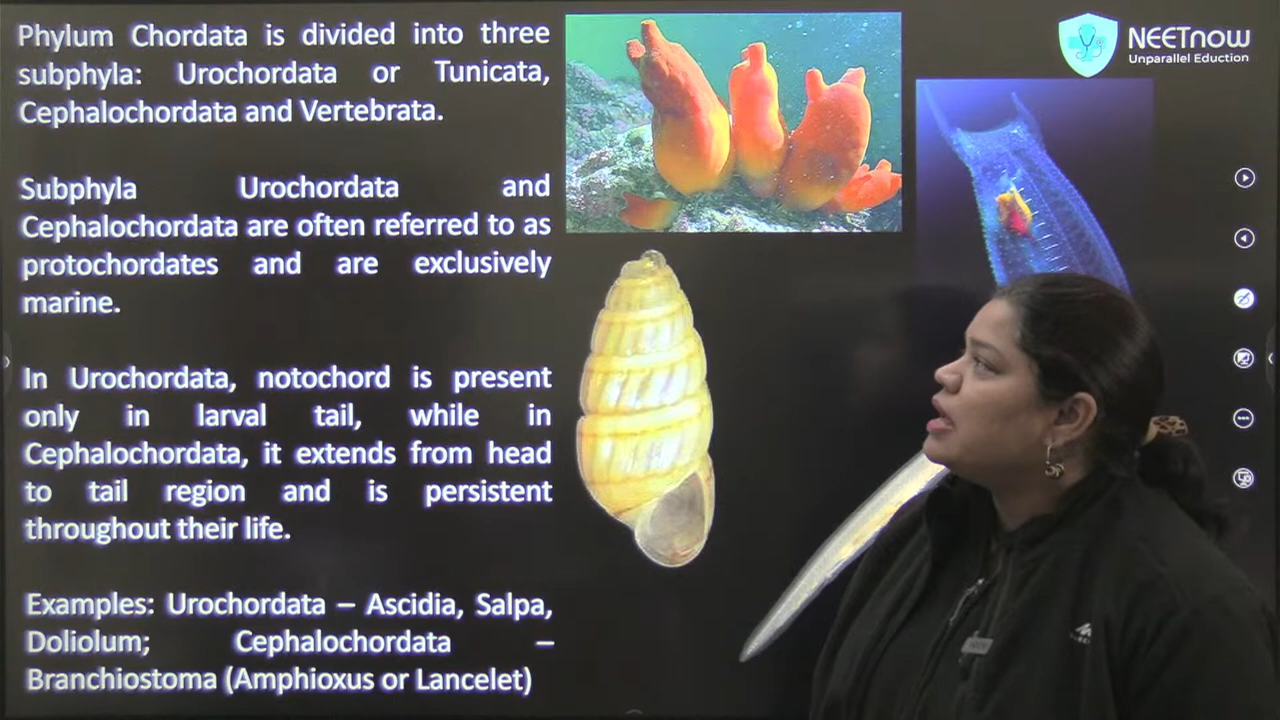 Phylum Chordata is divided into three
subphyla: Urochordata or Tunicata,
Cephalochordata and Vertebrata.
Subphyla Urochordata and
Cephalochordata are often referred to as
protochordates and are exclusively
marine.
In Urochordata, notochord is present
only in larval tail, while in
Cephalochordata, it extends from head
to tail region and is persistent
throughout their life.
Examples: Urochordata – Ascidia, Salpa,
Doliolum; Cephalochordata –
Branchiostoma (Amphioxus or Lancelet)
NEETnow
Unparallel Eduction